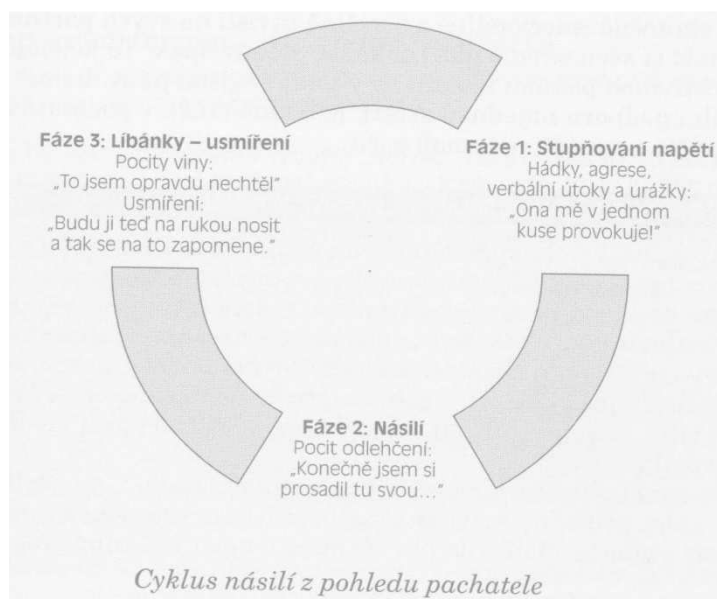 Fáze 3: Líbánky – usmíření
Pocity viny:
„To jsem opravdu nechtěl"
Usmíření:
„Budu ji teď na rukou nosit
a tak se na to zapomene."
Fáze 1: Stupňování napětí
Hádky, agrese,
verbální útoky a urážky:
„Ona mě v jednom
kuse provokuje!"
Fáze 2: Násilí
Pocit odlehčení:
„Konečně jsem si
prosadil tu svou..."
Cyklus násilí z pohledu pachatele